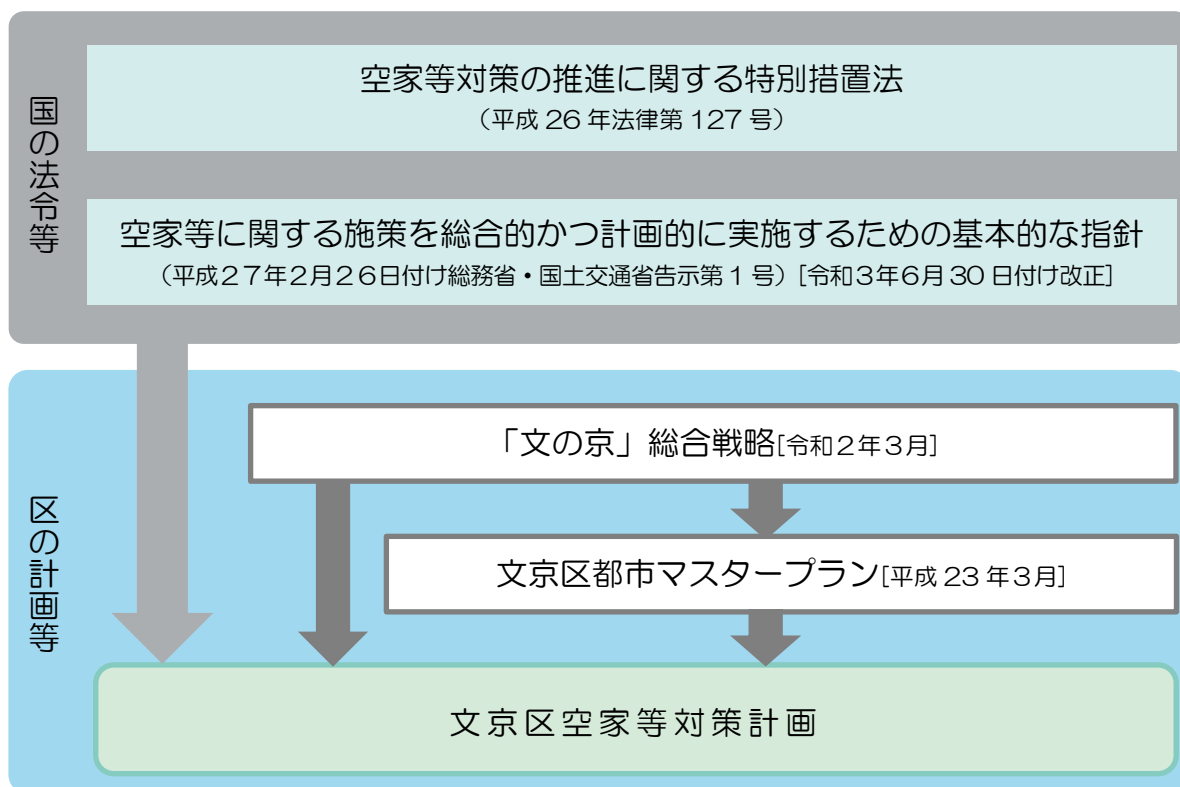 国の法令等
空家等対策の推進に関する特別措置法
（平成 26 年法律第 127 号）
空家等に関する施策を総合的かつ計画的に実施するための基本的な指針
（平成２７年２月２６日付け総務省・国土交通省告示第 1 号）[令和３年６月 30 日付け改正]
区の計画等
「文の京」総合戦略[令和２年３月]
文京区都市マスタープラン[平成 23 年３月]
文京区空家等対策計画